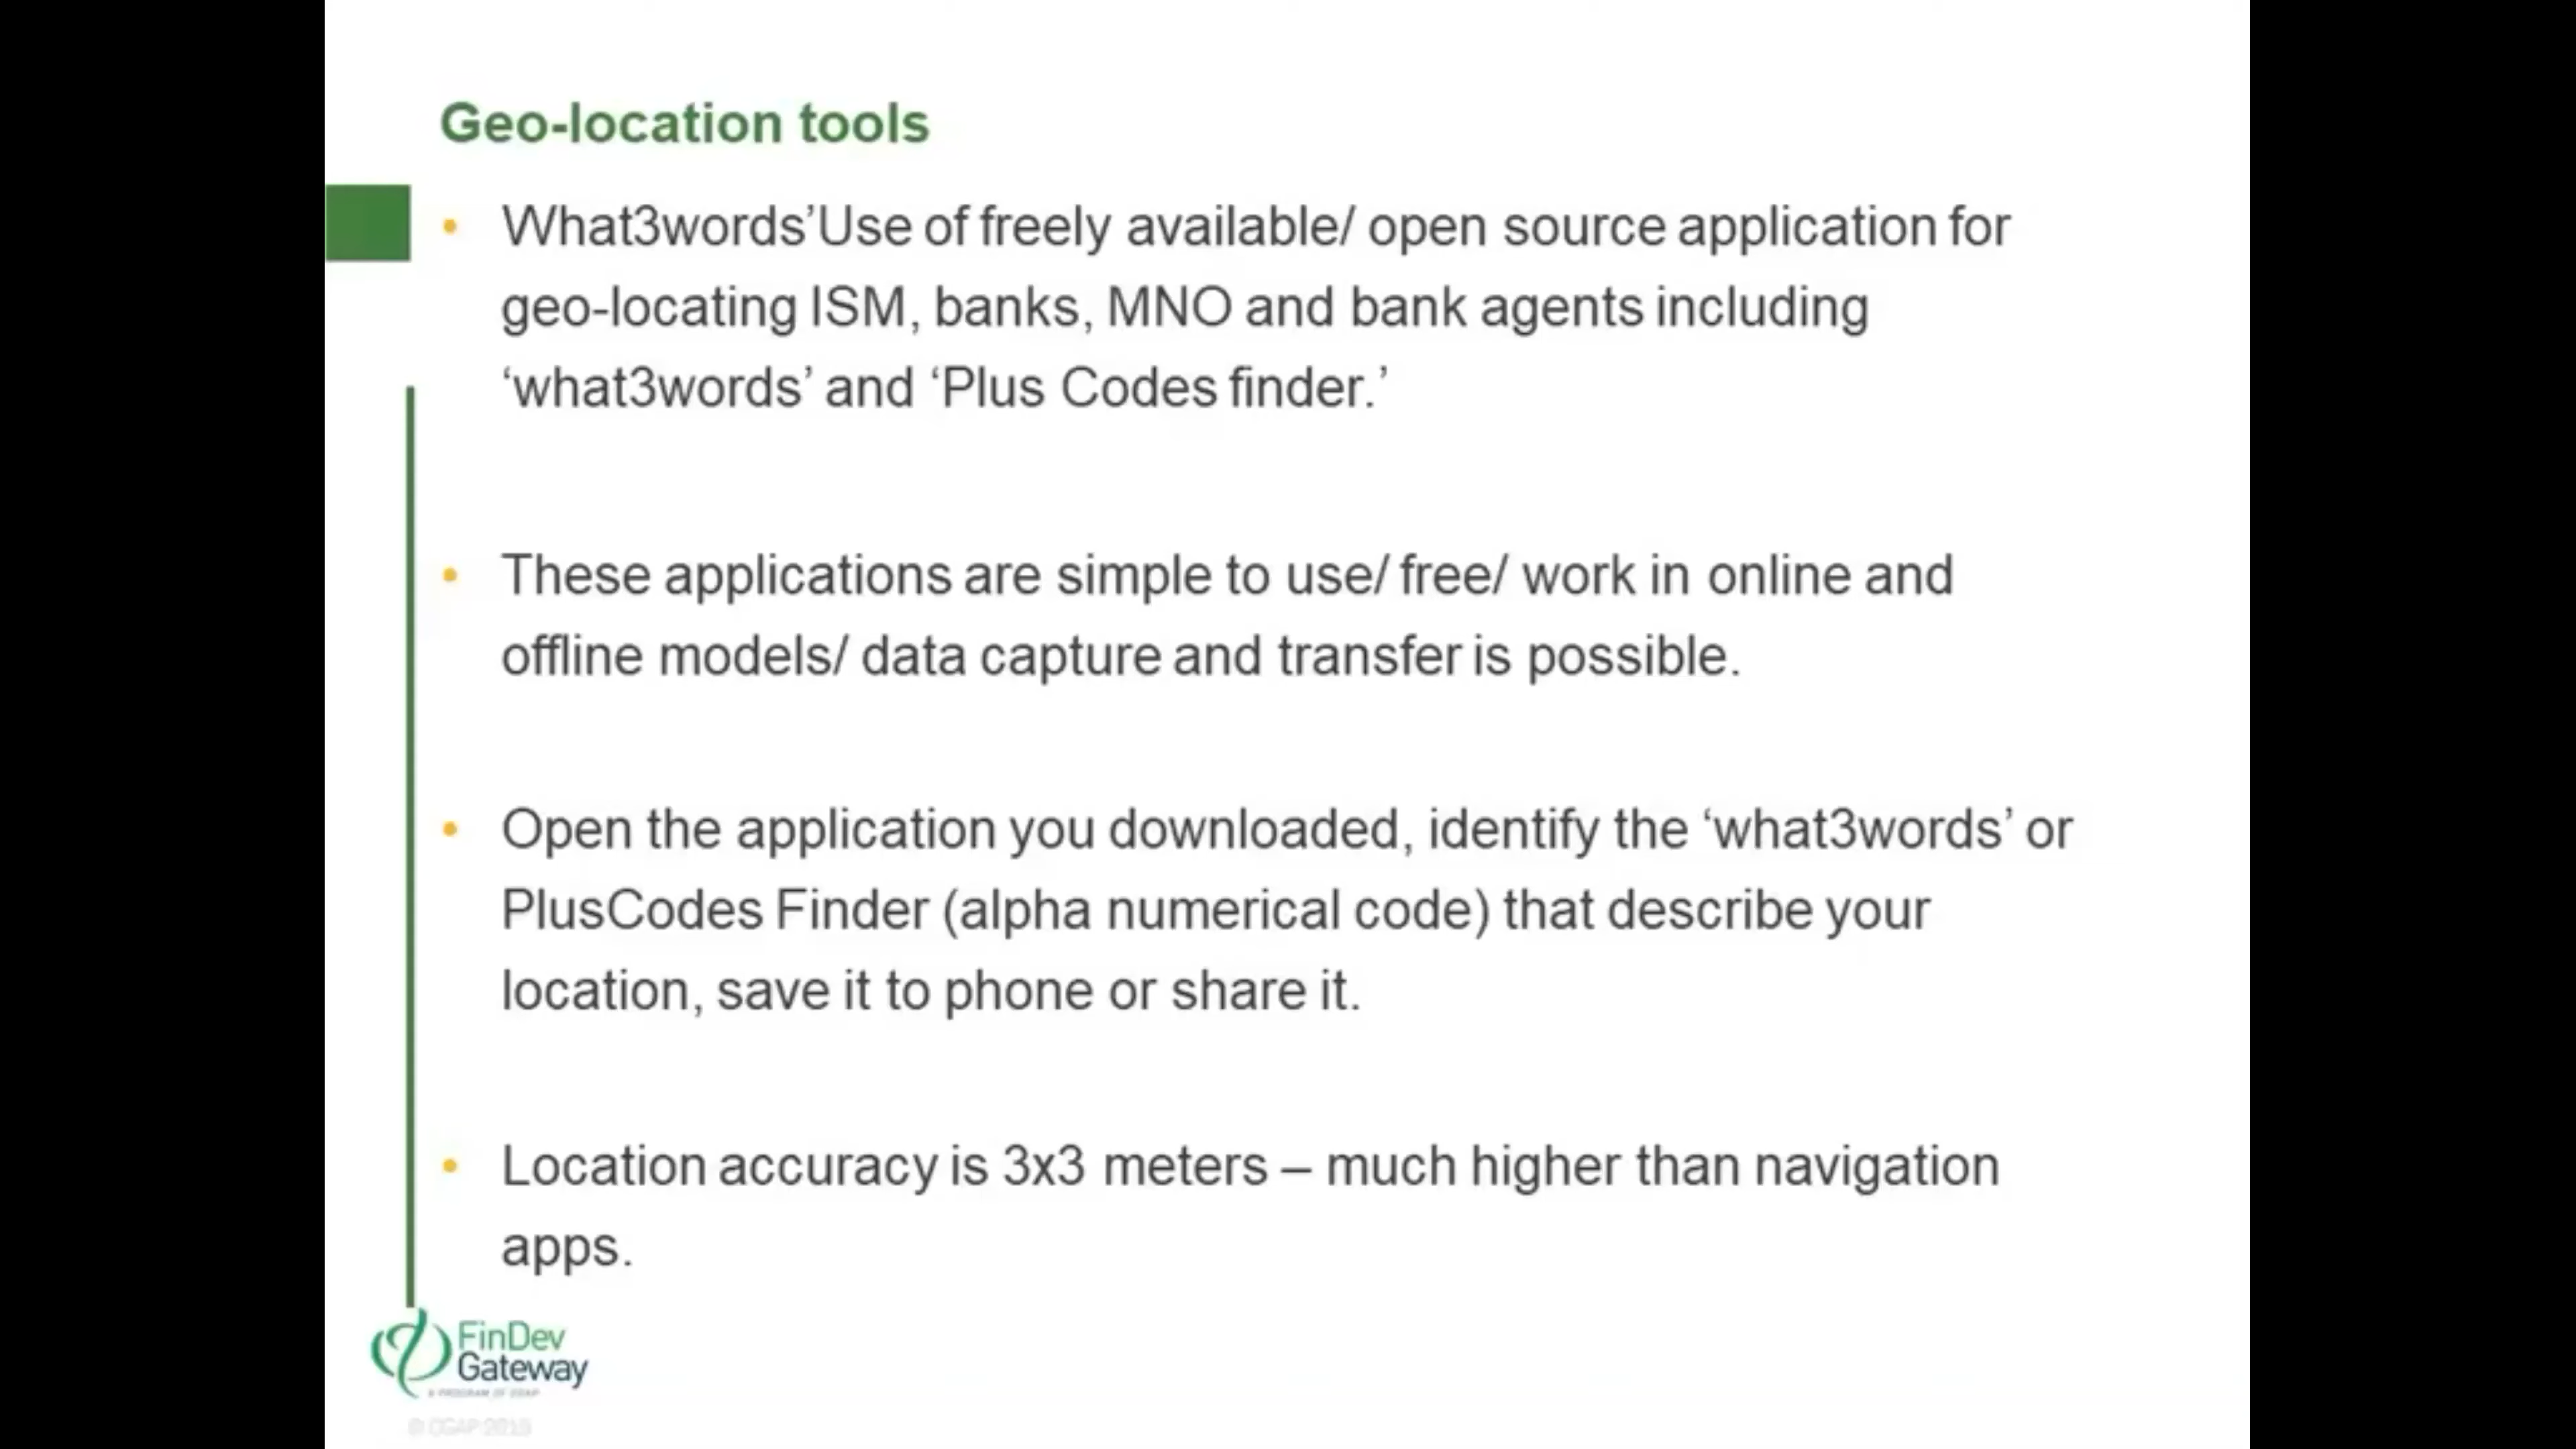 Geo-location tools
• What3words’Use of freely available/ open source application for
geo-locating ISM, banks, MNO and bank agents including
‘what3words’ and ‘Plus Codes finder.’
• These applications are simple to use/ free/ work in online and
offline models/ data capture and transfer is possible.
• Open the application you downloaded, identify the ‘what3words’ or
PlusCodes Finder (alpha numerical code) that describe your
location, save it to phone or share it.
• Location accuracy is 3x3 meters – much higher than navigation
apps.
FinDev
Gateway
A PROGRAM OF CGAP